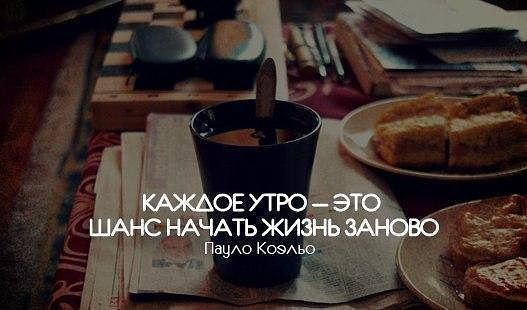 КАЖДОЕ УТРО – ЭТО
ШАНС НАЧАТЬ ЖИЗНЬ ЗАНОВО
Пауло Коэльо